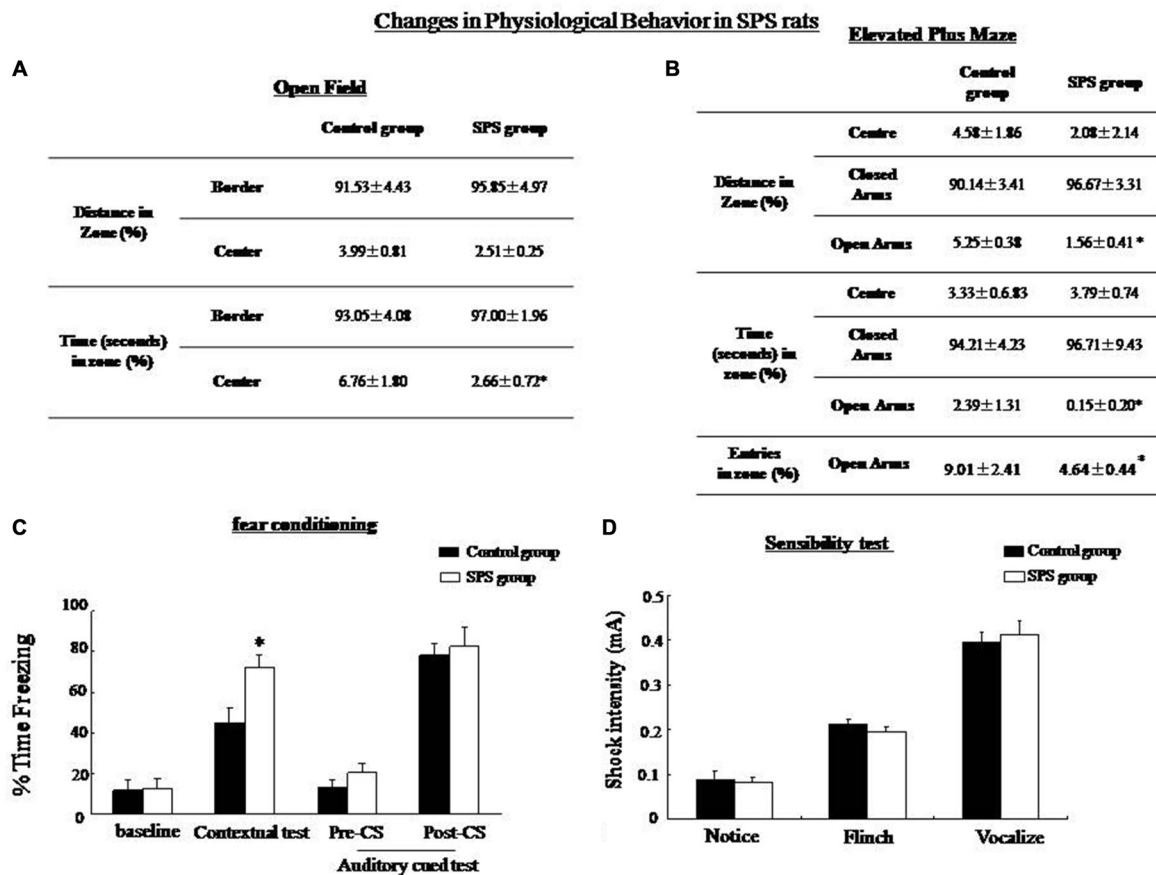 Changes in Physiological Behavior in SPS rats
A
Open Field
Control group SPS group
Distance in Zone (%)
Border 91.53±4.43 95.85±4.97
Center 3.99±0.81 2.51±0.25
Time (seconds) in zone (%)
Border 93.05±4.08 97.00±1.96
Center 6.76±1.80 2.66±0.72*
B
Elevated Plus Maze
Control group SPS group
Distance in Zone (%)
Centre 4.58±1.86 2.08±2.14
Closed Arms 90.14±3.41 96.67±3.31
Open Arms 5.25±0.38 1.56±0.41*
Time (seconds) in zone (%)
Centre 3.33±0.6.83 3.79±0.74
Closed Arms 94.21±4.23 96.71±9.43
Open Arms 2.39±1.31 0.15±0.20*
Entries in zone (%)
Open Arms 9.01±2.41 4.64±0.44*
C
fear conditioning
Control group
SPS group
% Time Freezing
100
80
60
40
20
0
*
baseline Contextual test Pre-CS Post-CS
Auditory cued test
D
Sensibility test
Control group
SPS group
Shock intensity (mA)
0.5
0.4
0.3
0.2
0.1
0
Notice Flinch Vocalize